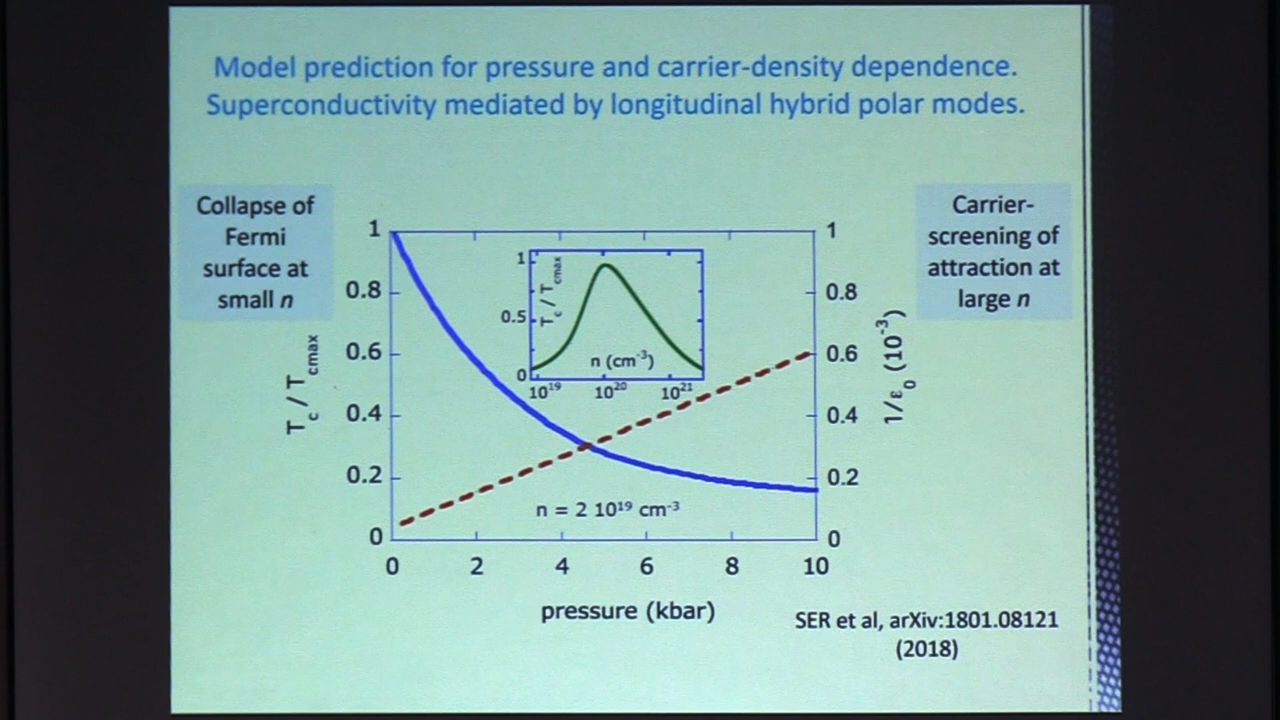 Model prediction for pressure and carrier-density dependence.
Superconductivity mediated by longitudinal hybrid polar modes.
Collapse of
Fermi
surface at
small n
Carrier-
screening of
attraction at
large n
T_c / T_cmax
1
0.8
0.6
0.4
0.2
0
1
0.8
0.6
0.4
0.2
0
1/ε_0 (10^-3)
T_c / T_cmax
1
0.5
0
n (cm^-3)
10^19 10^20 10^21
n = 2 10^19 cm^-3
0 2 4 6 8 10
pressure (kbar)
SER et al, arXiv:1801.08121
(2018)